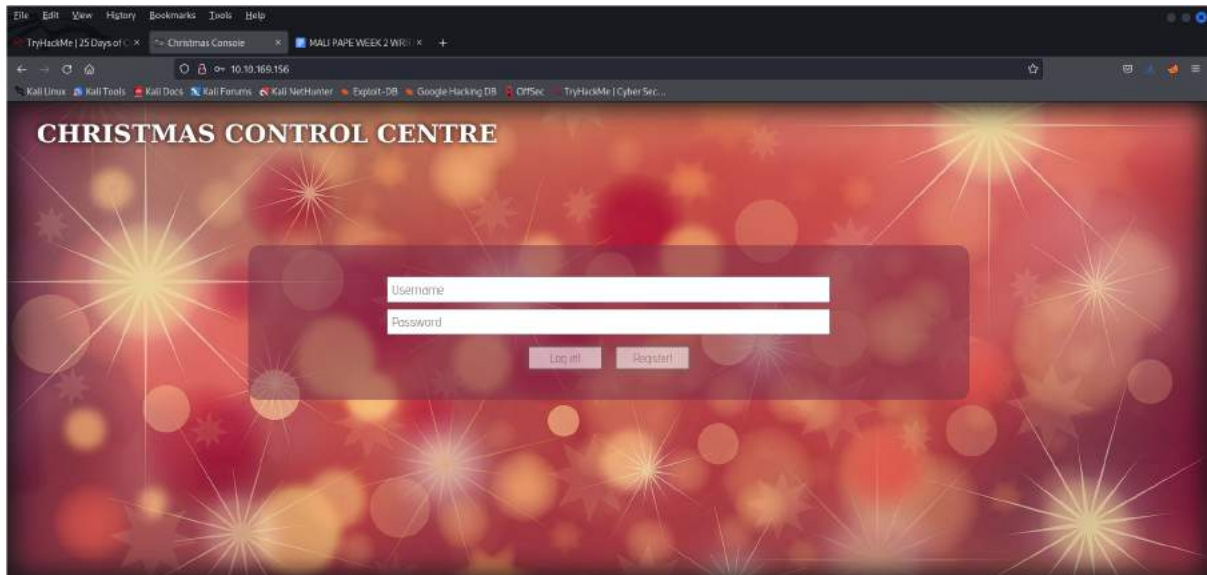 File Edit View History Bookmarks Tools Help
TryHackMe | 25 Days of C × Christmas Console × MALI PAPE WEEK 2 WRIT × +
10.10.169.156
Kali Linux Kali Tools Kali Docs Kali Forums Kali NetHunter Exploit-DB Google Hacking DB OffSec TryHackMe | Cyber Sec...
CHRISTMAS CONTROL CENTRE
Username
Password
Log in! Register!